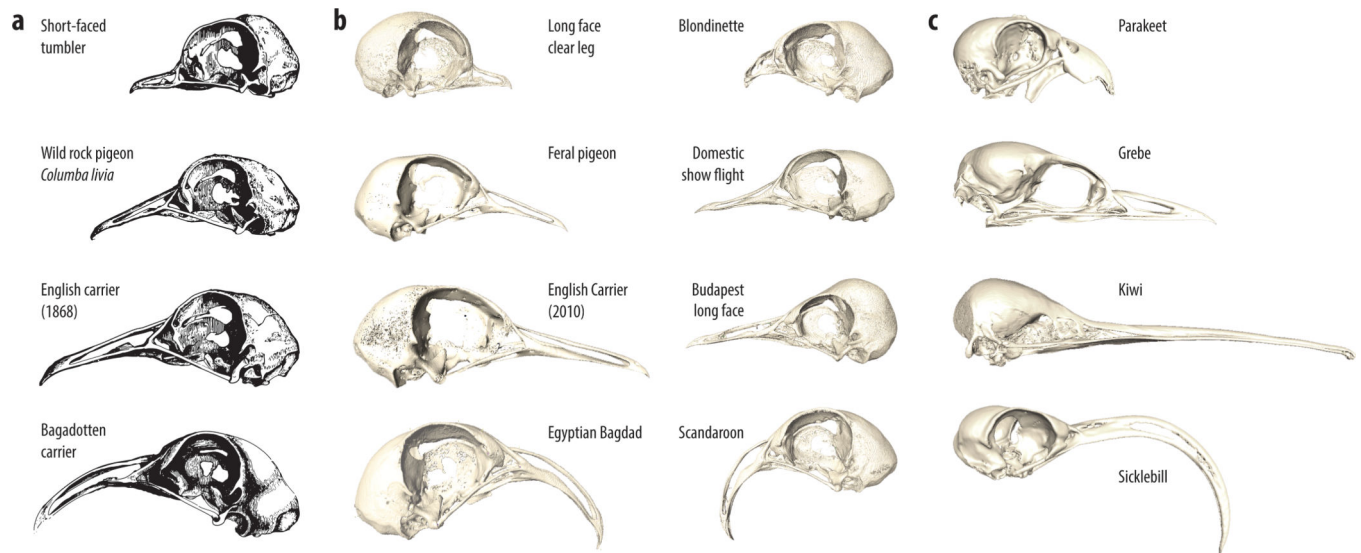 a
Short-faced
tumbler
Wild rock pigeon
Columba livia
English carrier
(1868)
Bagadotten
carrier
b
Long face
clear leg
Feral pigeon
English Carrier
(2010)
Egyptian Bagdad
Blondinette
Domestic
show flight
Budapest
long face
Scandaroon
c
Parakeet
Grebe
Kiwi
Sicklebill